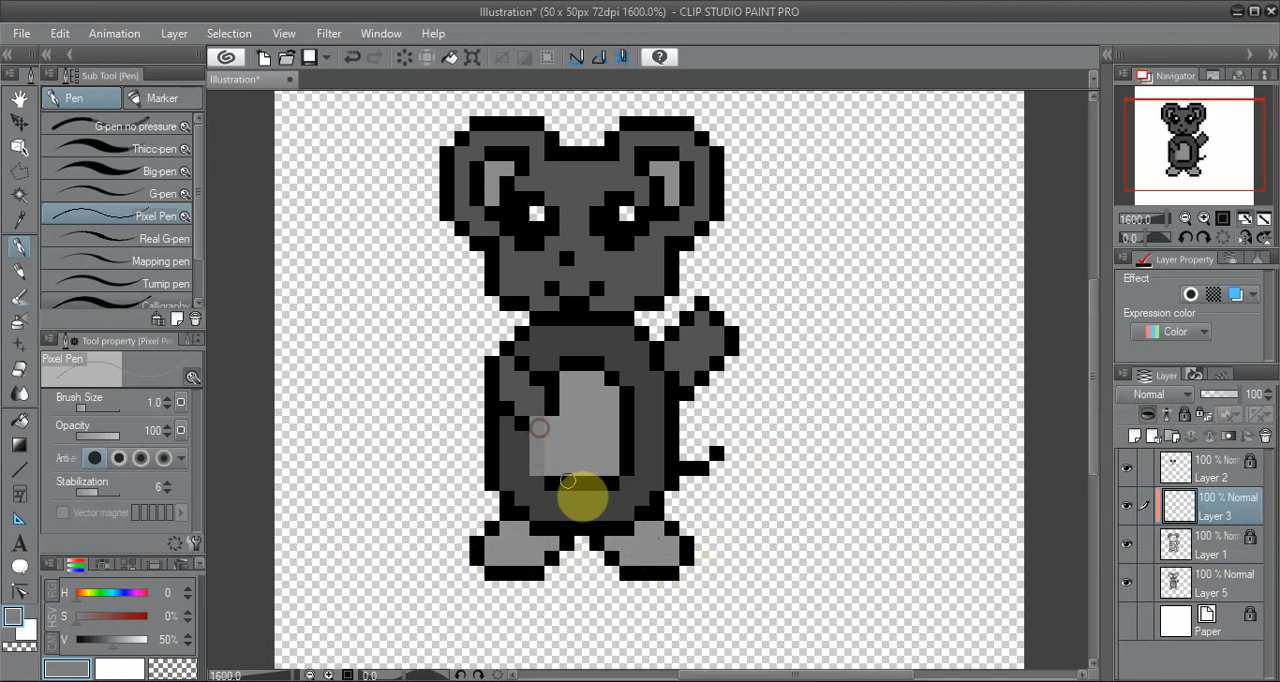 Illustration* (50 x 50px 72dpi 1600.0%) - CLIP STUDIO PAINT PRO
File Edit Animation Layer Selection View Filter Window Help
Sub Tool [Pen]
Illustration*
Navigator
Pen Marker
G-pen no pressure
Thicc-pen
Big-pen
G-pen
Pixel Pen
Real G-pen
Mapping pen
Turnip pen
Calligraphy
Tool property [Pixel Pen]
Pixel Pen
Brush Size 1.0
Opacity 100
Anti-a
Stabilization 6
Vector magnet
H 0
S 0%
V 50%
RGB
HSV
1600.0 0.0
1600.0
0.0
Layer Property
Effect
Expression color
Color
Layer
Normal 100
100 % Norm
Layer 2
100 % Normal
Layer 3
100 % Norm
Layer 1
100 % Normal
Layer 5
Paper